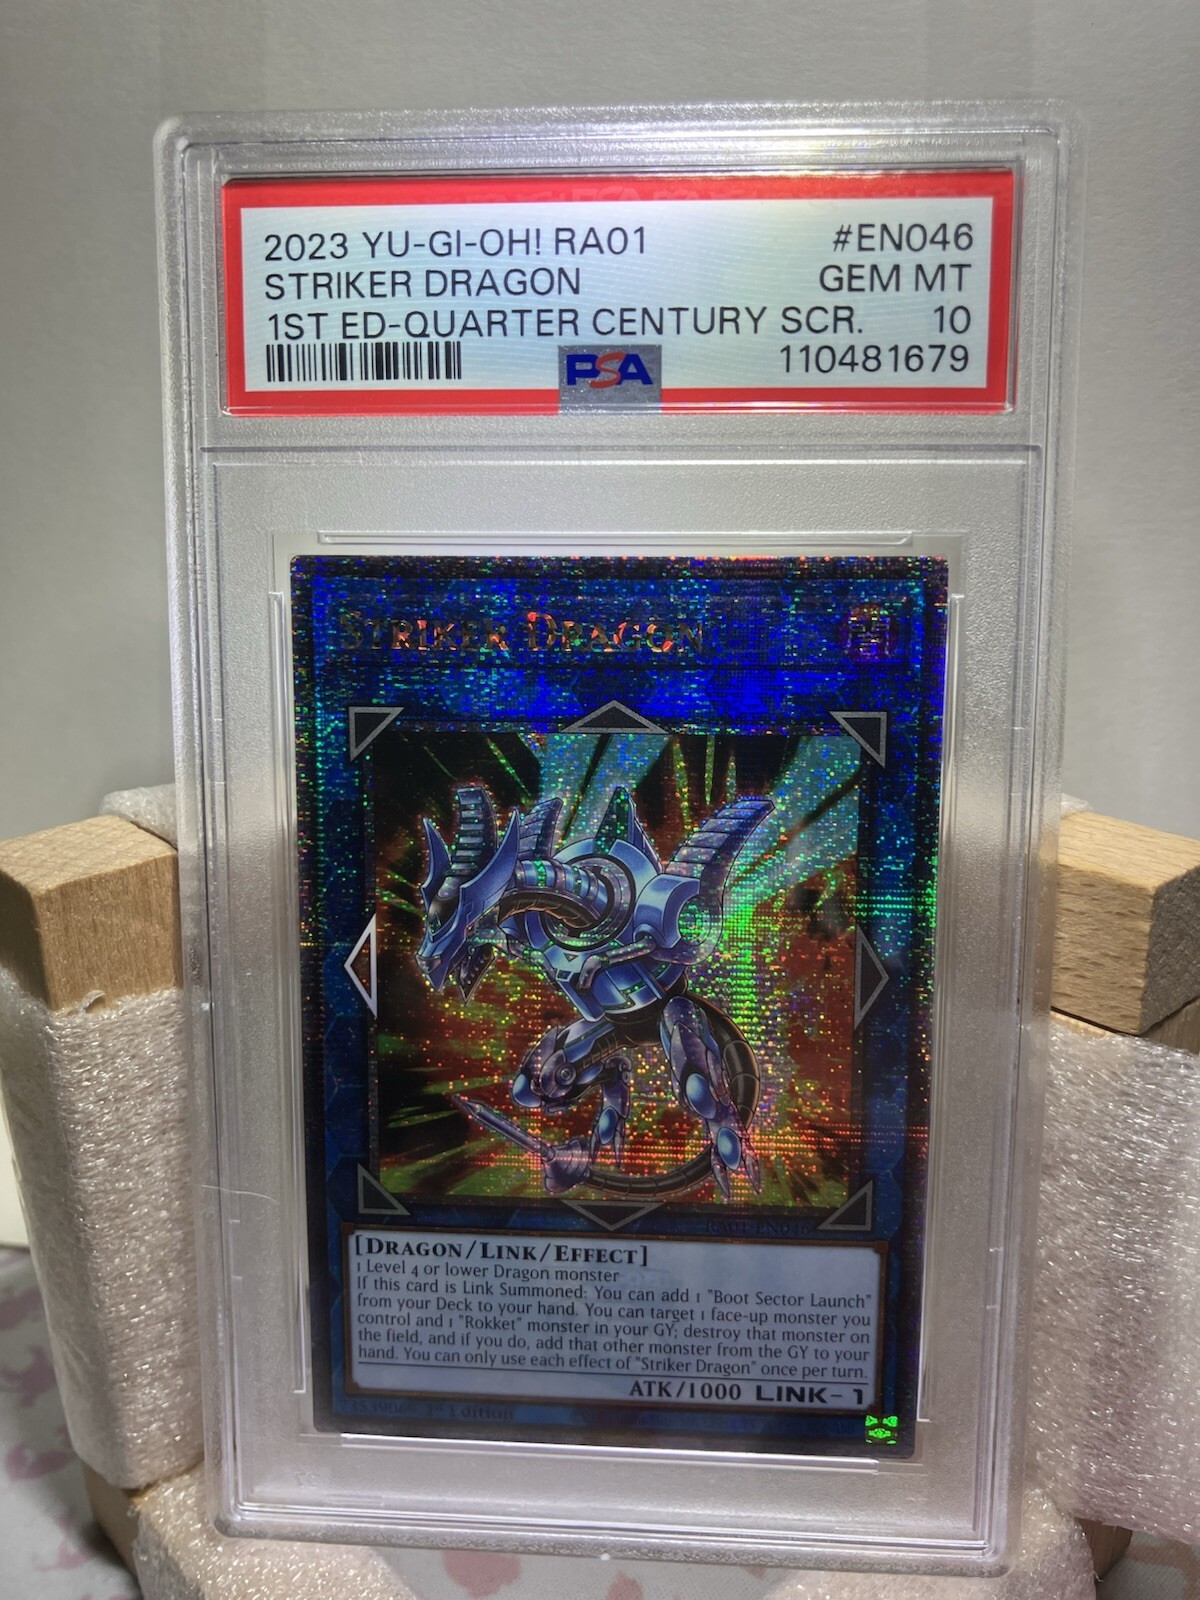 2023 YU-GI-OH! RA01 #EN046
STRIKER DRAGON GEM MT
1ST ED-QUARTER CENTURY SCR. 10
PSA 110481679
STRIKER DRAGON
RA01-EN046
[DRAGON/LINK/EFFECT]
1 Level 4 or lower Dragon monster
If this card is Link Summoned: You can add 1 "Boot Sector Launch"
from your Deck to your hand. You can target 1 face-up monster you
control and 1 "Rokket" monster in your GY; destroy that monster on
the field, and if you do, add that other monster from the GY to your
hand. You can only use each effect of "Striker Dragon" once per turn.
ATK/1000 LINK-1
1st Edition